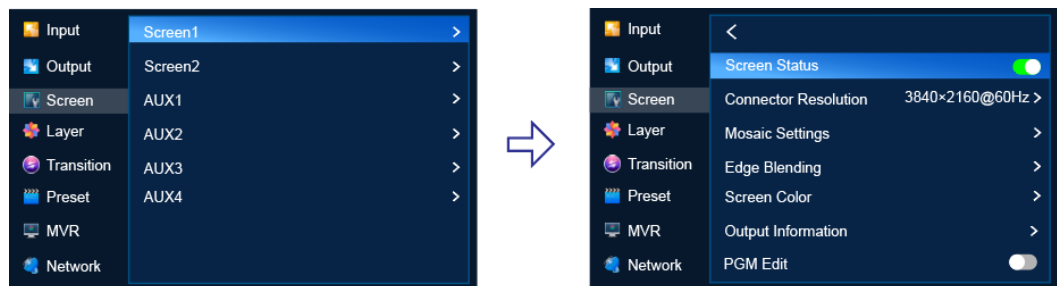 Input
Output
Screen
Layer
Transition
Preset
MVR
Network
Screen1 >
Screen2 >
AUX1 >
AUX2 >
AUX3 >
AUX4 >
Input
Output
Screen
Layer
Transition
Preset
MVR
Network
<
Screen Status
Connector Resolution 3840×2160@60Hz >
Mosaic Settings >
Edge Blending >
Screen Color >
Output Information >
PGM Edit